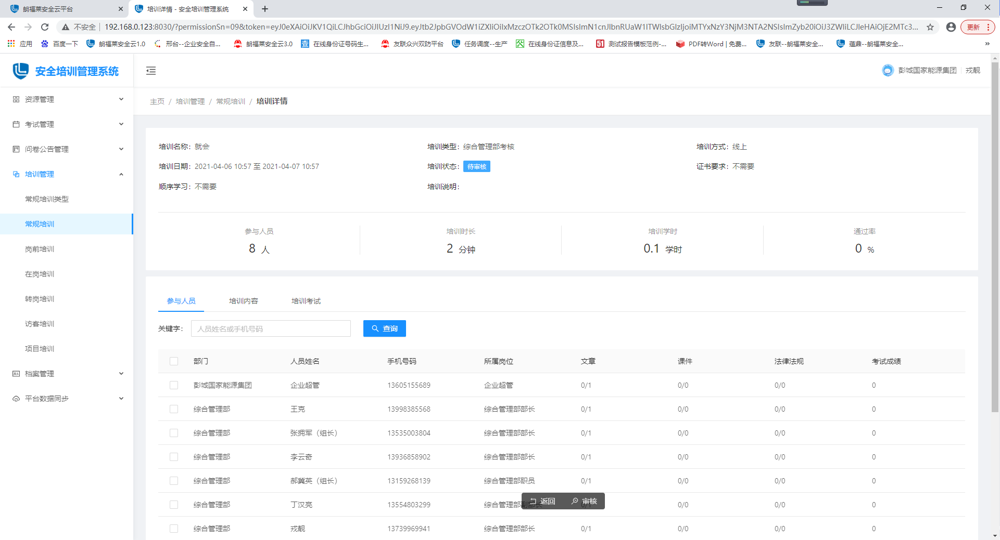 朗福莱安全云平台
培训详情 - 安全培训管理系统
不安全
192.168.0.123:8030/?permissionSn=09&token=eyJ0eXAiOiJKV1QiLCJhbGciOiJIUzI1NiJ9.eyJtb2JpbGVOdW1iZXIiOiIxMzczOTk2OTk0MSIsImN1cnJlbnRUaW1lTWlsbGlzIjoiMTYxNzY3NjM3NTA2NSIsImZyb20iOiJ3ZWIiLCJleHAiOjE2MTc3...
更新
应用 百度一下 朗福莱安全云1.0 邢台--企业安全自... 朗福莱安全云3.0 在线身份证号码生... 友联众兴双防平台 任务调度--生产 在线身份证信息及... 测试报告模板范例-... PDF转Word | 免费... 友联--朗福莱安全... 蕴鼎--朗福莱安全... »
安全培训管理系统
彭城国家能源集团 戎靓
主页 / 培训管理 / 常规培训 / 培训详情
资源管理
考试管理
问卷公告管理
培训管理
常规培训类型
常规培训
岗前培训
在岗培训
转岗培训
访客培训
项目培训
档案管理
平台数据同步
培训名称：就会 培训类型：综合管理部考核 培训方式：线上
培训日期：2021-04-06 10:57 至 2021-04-07 10:57 培训状态：待审核 证书要求：不需要
顺序学习：不需要 培训说明：
参与人员 培训时长 培训学时 通过率
8 人 2 分钟 0.1 学时 0 %
参与人员 培训内容 培训考试
关键字： 人员姓名或手机号码 查询
部门 人员姓名 手机号码 所属岗位 文章 课件 法律法规 考试成绩
彭城国家能源集团 企业超管 13605155689 企业超管 0/1 0/0 0/0 0
综合管理部 王克 13998385568 综合管理部部长 0/1 0/0 0/0 0
综合管理部 张拥军（组长） 13535003804 综合管理部部长 0/1 0/0 0/0 0
综合管理部 李云奇 13936858902 综合管理部部长 0/1 0/0 0/0 0
综合管理部 郝冀英（组长） 13159268139 综合管理部职员 0/1 0/0 0/0 0
综合管理部 丁汉亮 13554803299 综合管理部副部长 0/1 0/0 0/0 0
返回 审核
综合管理部 戎靓 13739969941 综合管理部部长 0/1 0/0 0/0 0